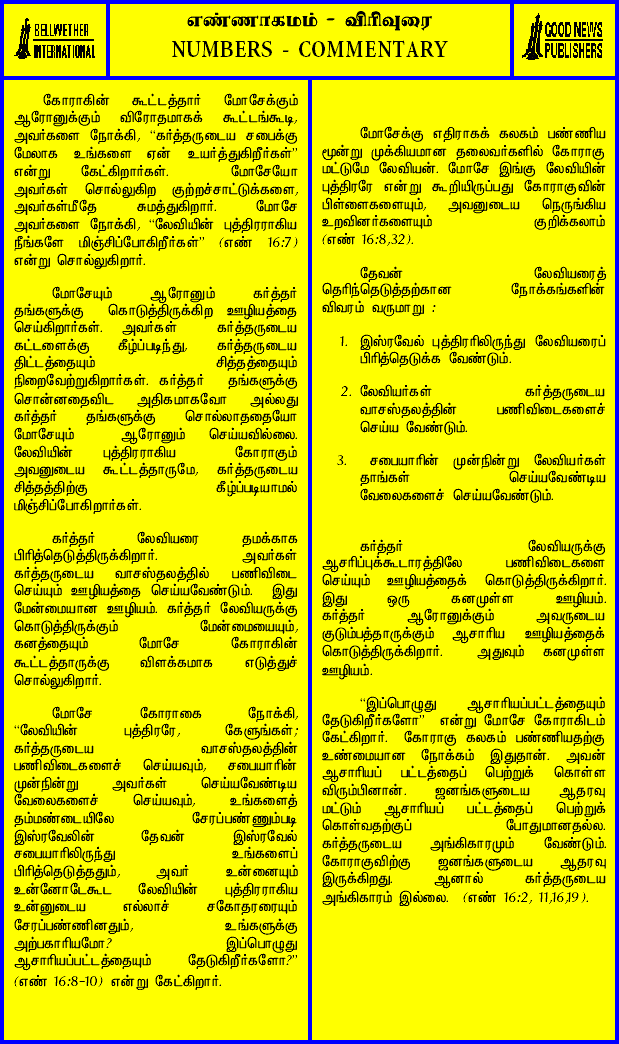 BELLWETHER
INTERNATIONAL
எண்ணாகமம் - விரிவுரை
NUMBERS - COMMENTARY
GOOD NEWS
PUBLISHERS
கோராகின் கூட்டத்தார் மோசேக்கும்
ஆரோனுக்கும் விரோதமாகக் கூட்டங்கூடி,
அவர்களை நோக்கி, “கர்த்தருடைய சபைக்கு
மேலாக உங்களை ஏன் உயர்த்துகிறீர்கள்”
என்று கேட்கிறார்கள். மோசேயோ
அவர்கள் சொல்லுகிற குற்றச்சாட்டுக்களை,
அவர்கள்மீதே சுமத்துகிறார். மோசே
அவர்களை நோக்கி, “லேவியின் புத்திரராகிய
நீங்களே மிஞ்சிப்போகிறீர்கள்” (எண் 16:7)
என்று சொல்லுகிறார்.
மோசேயும் ஆரோனும் கர்த்தர்
தங்களுக்கு கொடுத்திருக்கிற ஊழியத்தை
செய்கிறார்கள். அவர்கள் கர்த்தருடைய
கட்டளைக்கு கீழ்ப்படிந்து, கர்த்தருடைய
திட்டத்தையும் சித்தத்தையும்
நிறைவேற்றுகிறார்கள். கர்த்தர் தங்களுக்கு
சொன்னதைவிட அதிகமாகவோ அல்லது
கர்த்தர் தங்களுக்கு சொல்லாததையோ
மோசேயும் ஆரோனும் செய்யவில்லை.
லேவியின் புத்திரராகிய கோராகும்
அவனுடைய கூட்டத்தாருமே, கர்த்தருடைய
சித்தத்திற்கு கீழ்ப்படியாமல்
மிஞ்சிப்போகிறார்கள்.
கர்த்தர் லேவியரை தமக்காக
பிரித்தெடுத்திருக்கிறார். அவர்கள்
கர்த்தருடைய வாசஸ்தலத்தில் பணிவிடை
செய்யும் ஊழியத்தை செய்யவேண்டும். இது
மேன்மையான ஊழியம். கர்த்தர் லேவியருக்கு
கொடுத்திருக்கும் மேன்மையையும்,
கனத்தையும் மோசே கோராகின்
கூட்டத்தாருக்கு விளக்கமாக எடுத்துச்
சொல்லுகிறார்.
மோசே கோராகை நோக்கி,
“லேவியின் புத்திரரே, கேளுங்கள்;
கர்த்தருடைய வாசஸ்தலத்தின்
பணிவிடைகளைச் செய்யவும், சபையாரின்
முன்நின்று அவர்கள் செய்யவேண்டிய
வேலைகளைச் செய்யவும், உங்களைத்
தம்மண்டையிலே சேரப்பண்ணும்படி
இஸ்ரவேலின் தேவன் இஸ்ரவேல்
சபையாரிலிருந்து உங்களைப்
பிரித்தெடுத்ததும், அவர் உன்னையும்
உன்னோடேகூட லேவியின் புத்திரராகிய
உன்னுடைய எல்லாச் சகோதரரையும்
சேரப்பண்ணினதும், உங்களுக்கு
அற்பகாரியமோ? இப்பொழுது
ஆசாரியப்பட்டத்தையும் தேடுகிறீர்களோ?”
(எண் 16:8-10) என்று கேட்கிறார்.
மோசேக்கு எதிராகக் கலகம் பண்ணிய
மூன்று முக்கியமான தலைவர்களில் கோராகு
மட்டுமே லேவியன். மோசே இங்கு லேவியின்
புத்திரரே என்று கூறியிருப்பது கோராகுவின்
பிள்ளைகளையும், அவனுடைய நெருங்கிய
உறவினர்களையும் குறிக்கலாம்
(எண் 16:8,32).
தேவன் லேவியரைத்
தெரிந்தெடுத்தற்கான நோக்கங்களின்
விவரம் வருமாறு :
1. இஸ்ரவேல் புத்திரரிலிருந்து லேவியரைப்
பிரித்தெடுக்க வேண்டும்.
2. லேவியர்கள் கர்த்தருடைய
வாசஸ்தலத்தின் பணிவிடைகளைச்
செய்ய வேண்டும்.
3. சபையாரின் முன்நின்று லேவியர்கள்
தாங்கள் செய்யவேண்டிய
வேலைகளைச் செய்யவேண்டும்.
கர்த்தர் லேவியருக்கு
ஆசரிப்புக்கூடாரத்திலே பணிவிடைகளை
செய்யும் ஊழியத்தைக் கொடுத்திருக்கிறார்.
இது ஒரு கனமுள்ள ஊழியம்.
கர்த்தர் ஆரோனுக்கும் அவருடைய
குடும்பத்தாருக்கும் ஆசாரிய ஊழியத்தைக்
கொடுத்திருக்கிறார். அதுவும் கனமுள்ள
ஊழியம்.
“இப்பொழுது ஆசாரியப்பட்டத்தையும்
தேடுகிறீர்களோ” என்று மோசே கோராகிடம்
கேட்கிறார். கோராகு கலகம் பண்ணியதற்கு
உண்மையான நோக்கம் இதுதான். அவன்
ஆசாரியப் பட்டத்தைப் பெற்றுக் கொள்ள
விரும்பினான். ஜனங்களுடைய ஆதரவு
மட்டும் ஆசாரியப் பட்டத்தைப் பெற்றுக்
கொள்வதற்குப் போதுமானதல்ல.
கர்த்தருடைய அங்கிகாரமும் வேண்டும்.
கோராகுவிற்கு ஜனங்களுடைய ஆதரவு
இருக்கிறது. ஆனால் கர்த்தருடைய
அங்கிகாரம் இல்லை. (எண் 16:2, 11,16,19).